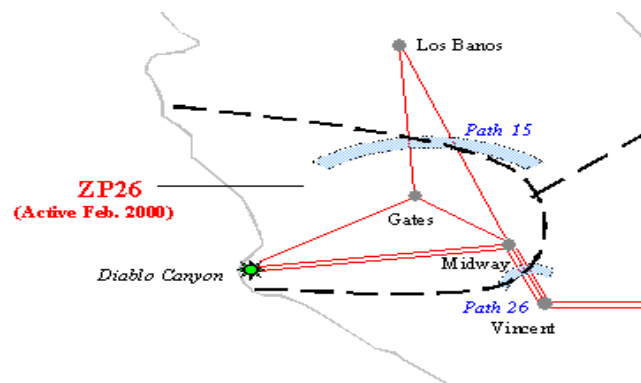 Los Banos
Path 15
ZP26
(Active Feb. 2000)
Gates
Diablo Canyon
Midway
Path 26
Vincent